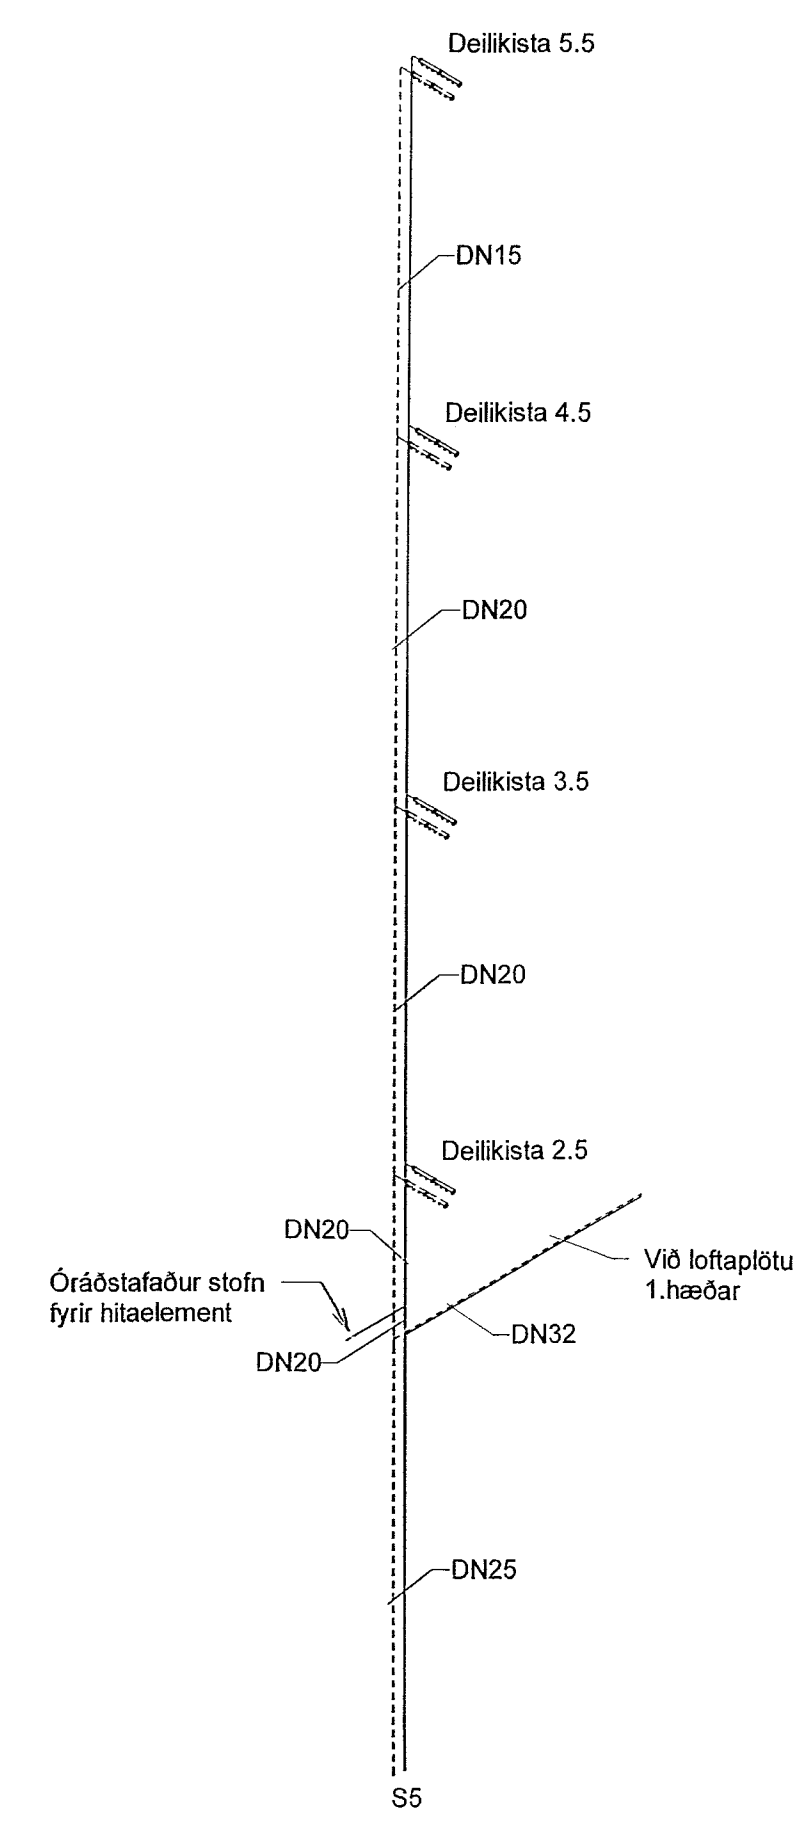 Deilikista 5.5
DN15
Deilikista 4.5
DN20
Deilikista 3.5
DN20
Deilikista 2.5
DN20
Við loftaplötu
1.hæðar
Óráðstafaður stofn
fyrir hitaelement
DN32
DN20
DN25
S5